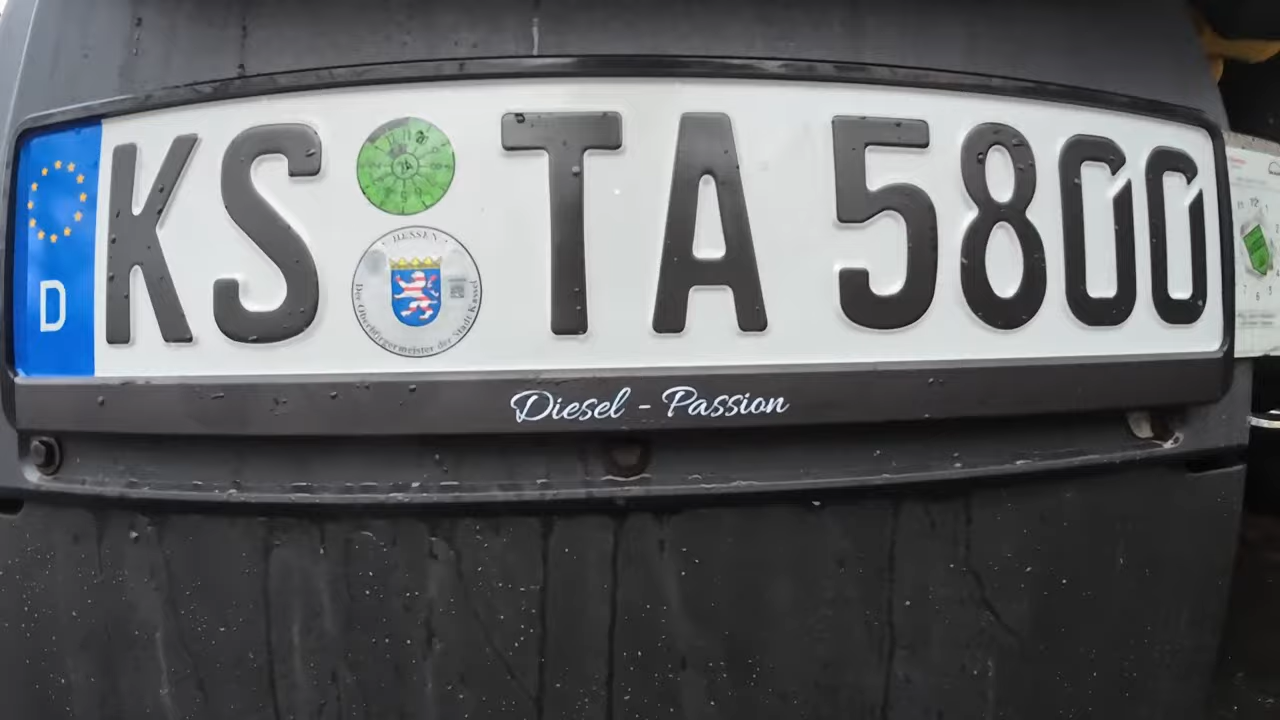 D
KS TA 5800
HESSEN
Der Oberbürgermeister der Stadt Kassel
Diesel - Passion